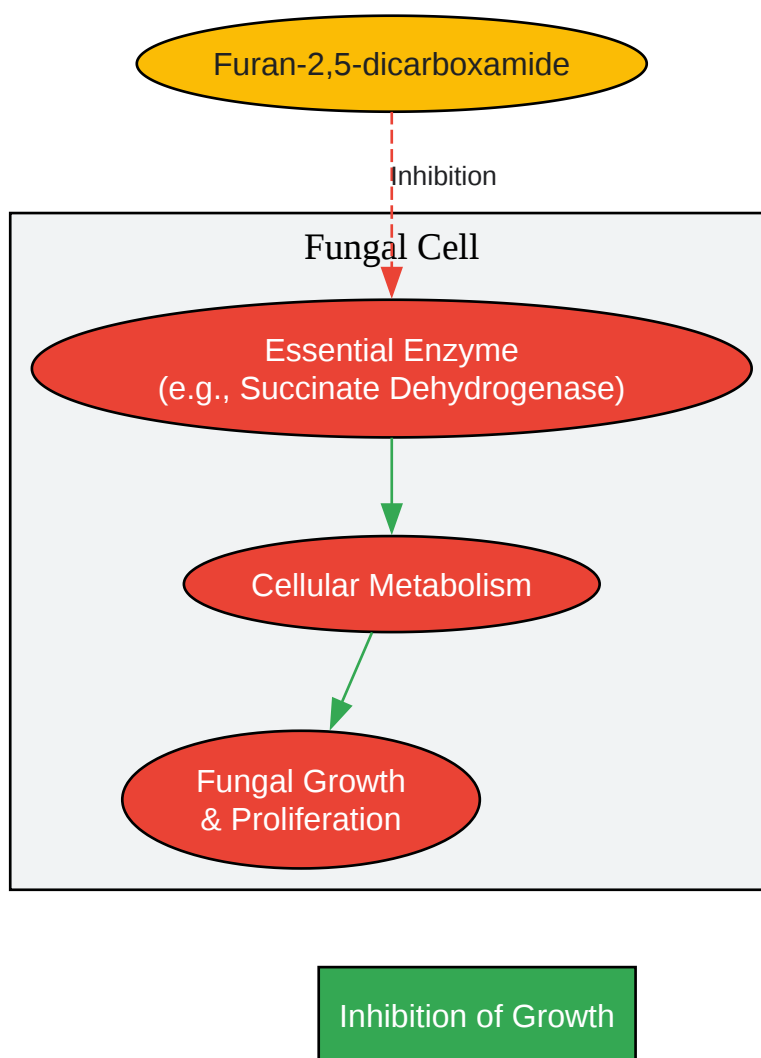 Furan-2,5-dicarboxamide
Inhibition
Fungal Cell
Essential Enzyme
(e.g., Succinate Dehydrogenase)
Cellular Metabolism
Fungal Growth
& Proliferation
Inhibition of Growth